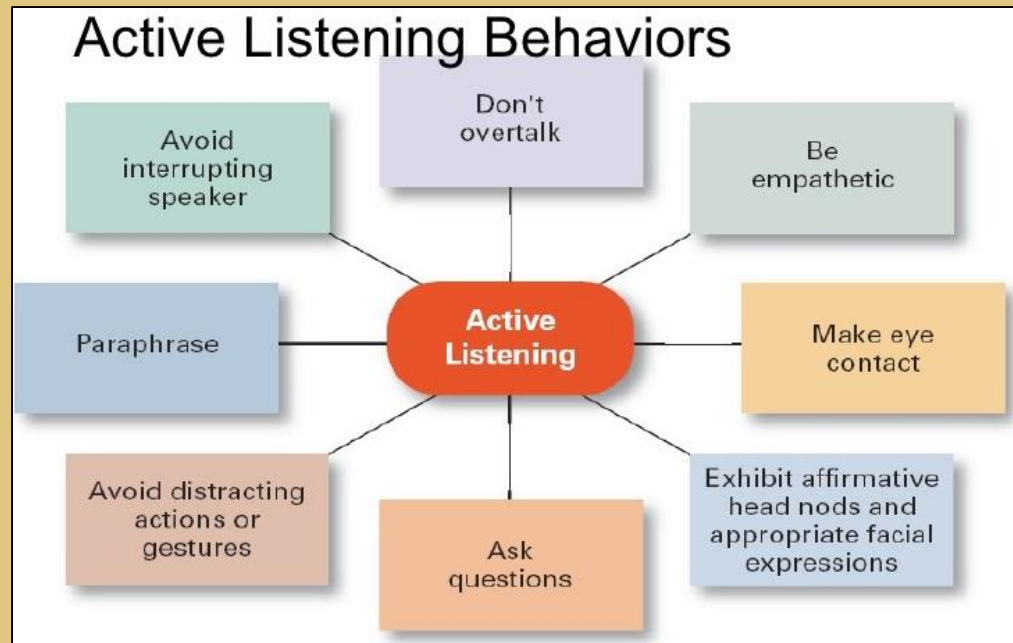 Active Listening Behaviors
Don't
overtalk
Avoid
interrupting
speaker
Be
empathetic
Paraphrase
Active
Listening
Make eye
contact
Avoid distracting
actions or
gestures
Ask
questions
Exhibit affirmative
head nods and
appropriate facial
expressions